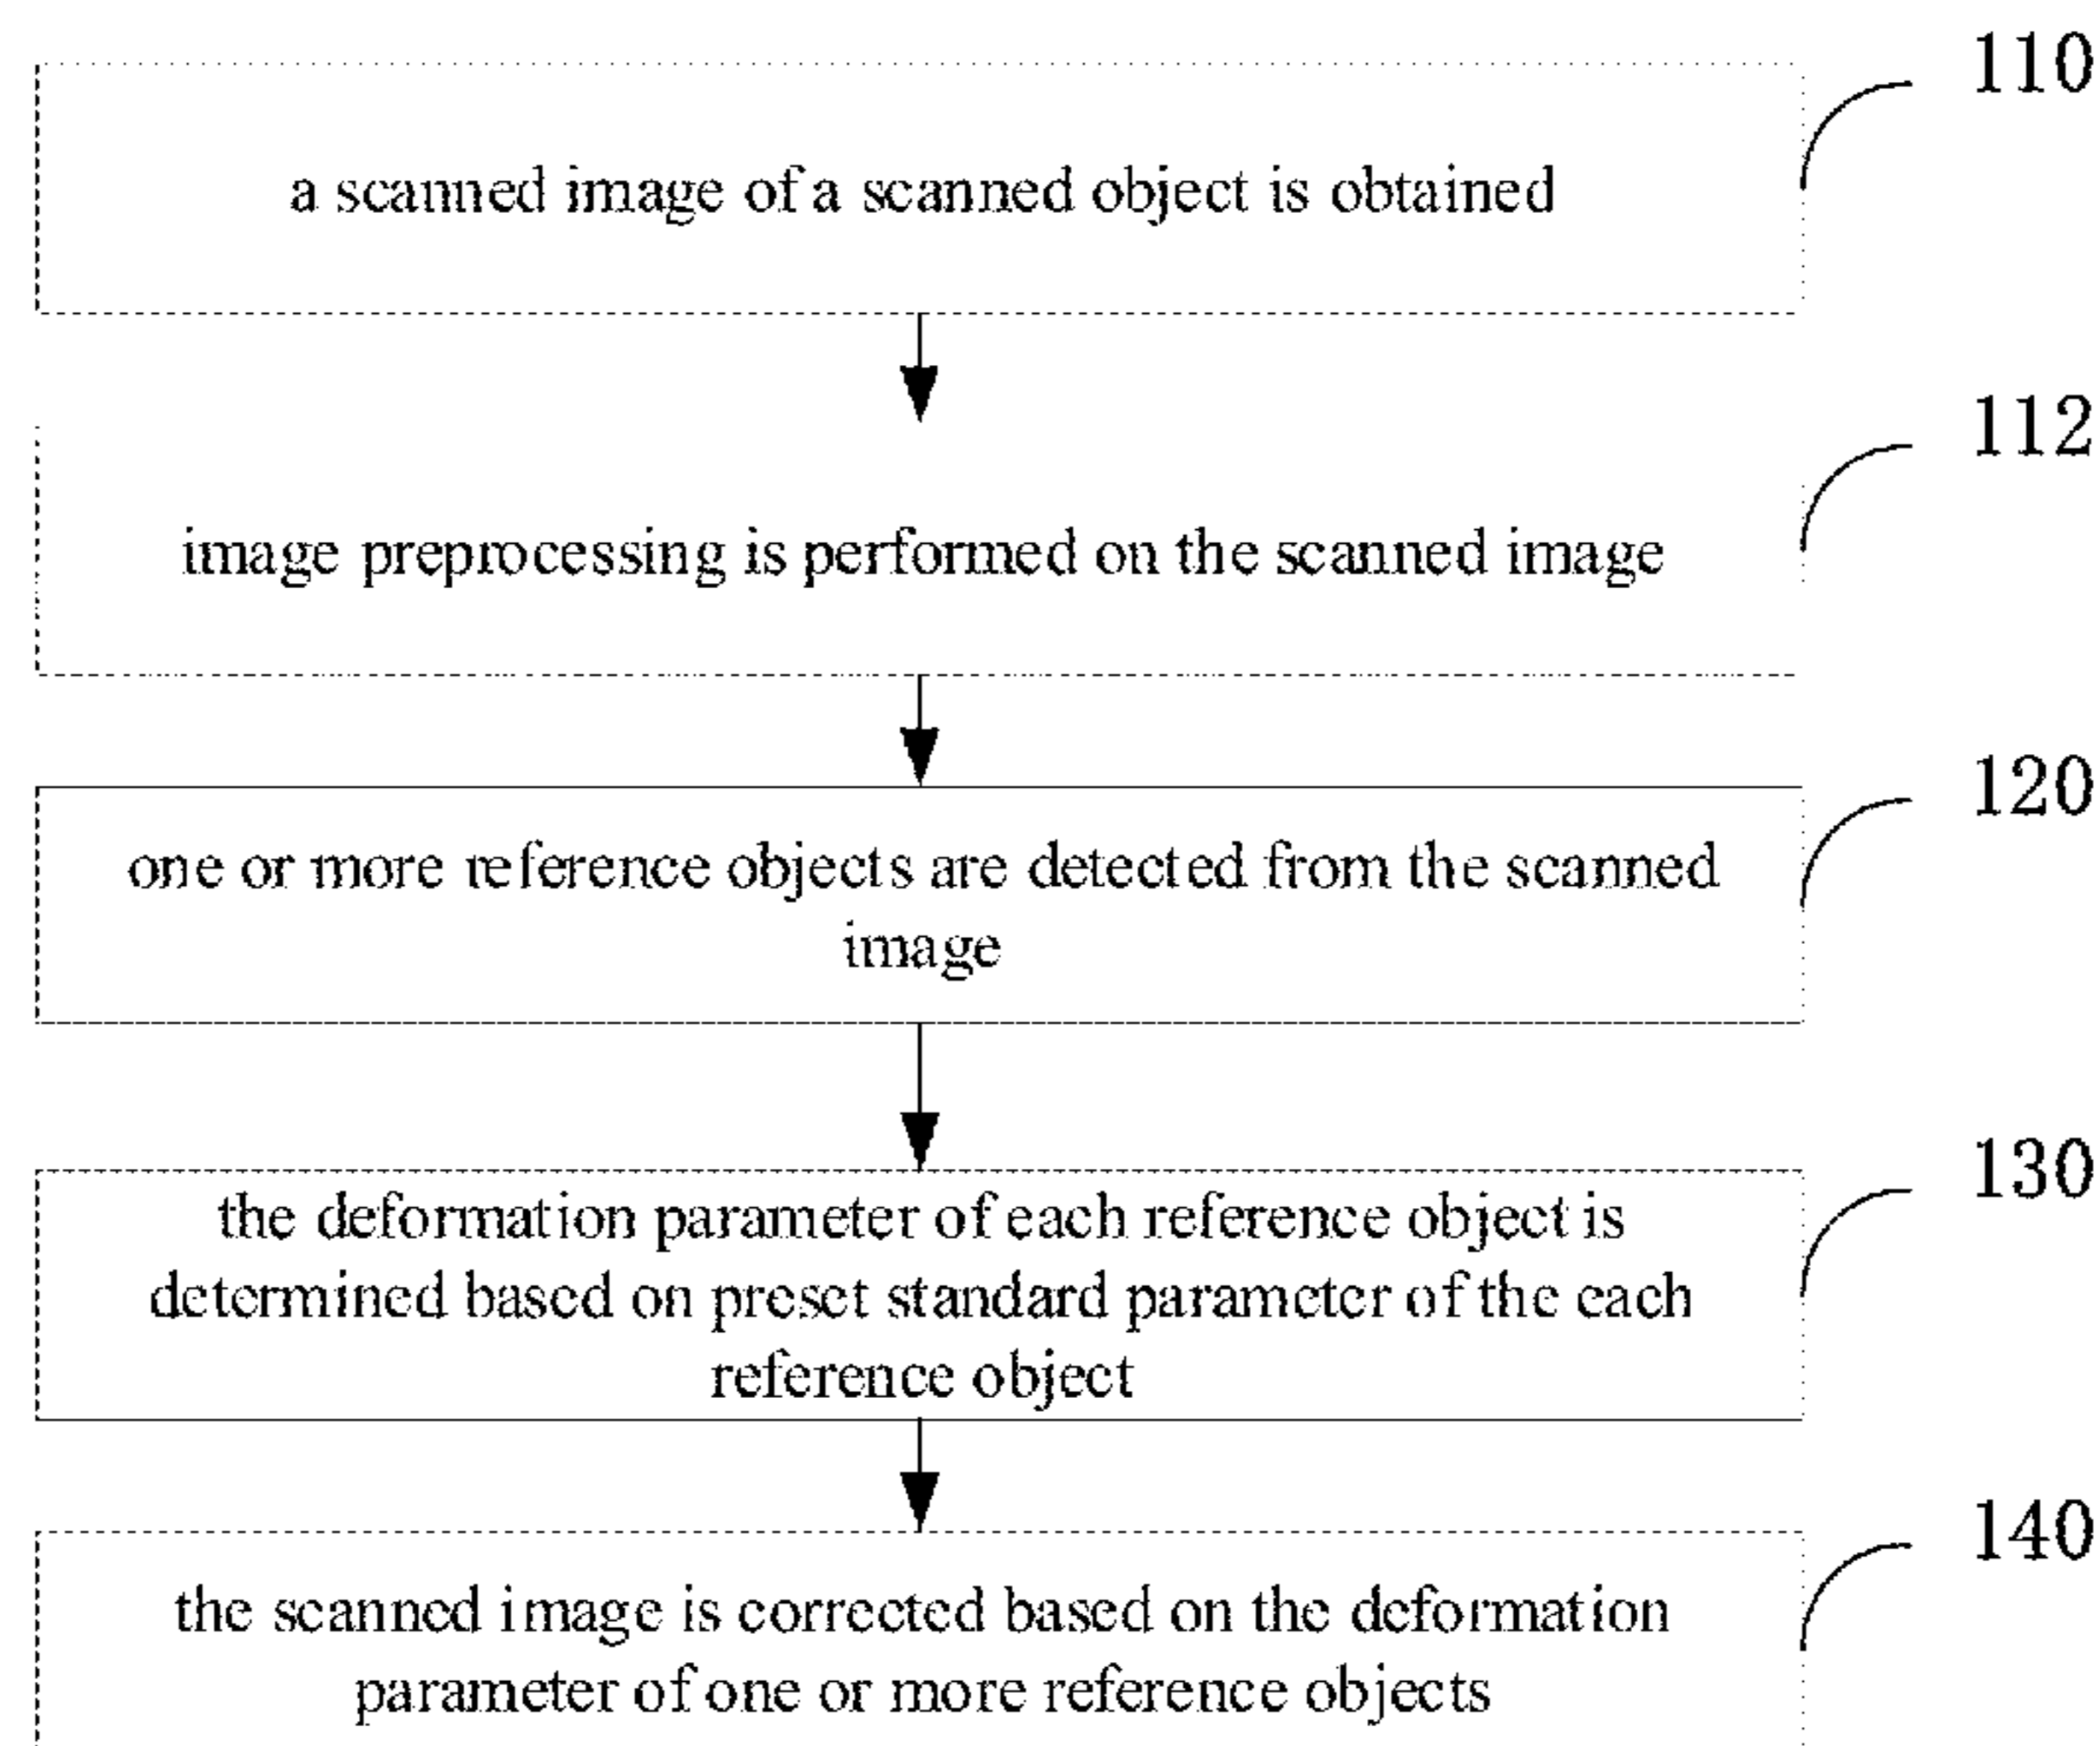 110
a scanned image of a scanned object is obtained
112
image preprocessing is performed on the scanned image
120
one or more reference objects are detected from the scanned
image
130
the deformation parameter of each reference object is
determined based on preset standard parameter of the each
reference object
140
the scanned image is corrected based on the deformation
parameter of one or more reference objects